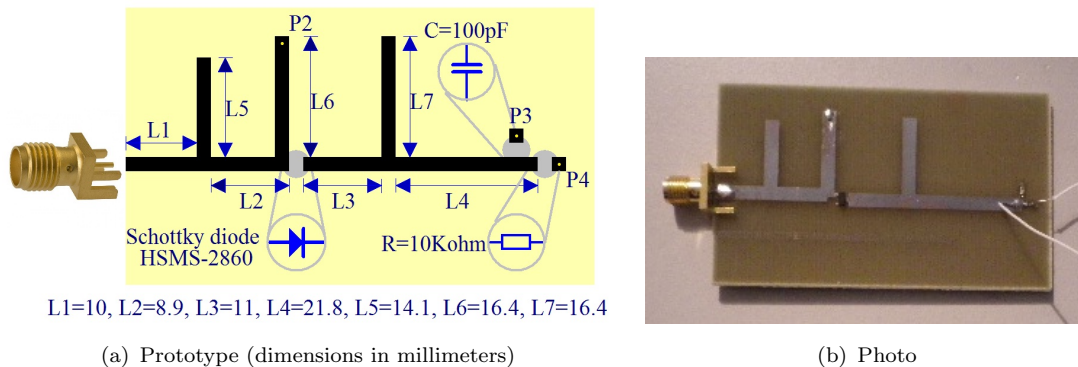 P2
C=100pF
L5
L6
L7
L1
P3
P4
L2
L3
L4
Schottky diode
HSMS-2860
R=10Kohm
L1=10, L2=8.9, L3=11, L4=21.8, L5=14.1, L6=16.4, L7=16.4
(a) Prototype (dimensions in millimeters)
(b) Photo